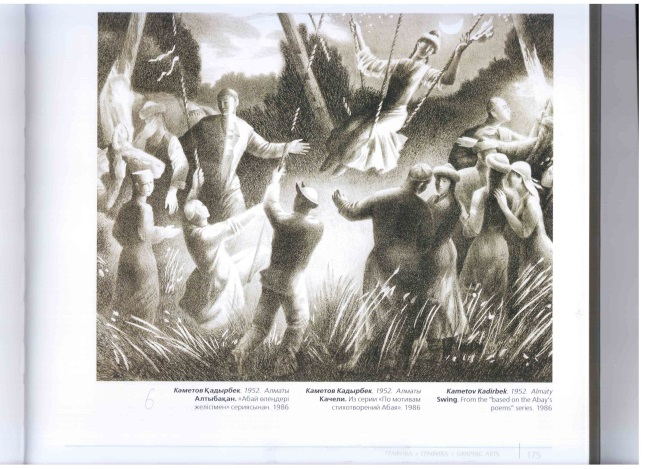 Каметов Қадырбек. 1952. Алматы
Алтыбақан. «Абай өлеңдері
желісімен» сериясынан. 1986
Каметов Кадырбек. 1952. Алматы
Качели. Из серии «По мотивам
стихотворений Абая». 1986
Kametov Kadirbek. 1952. Almaty
Swing. From the "based on the Abay's
poems" series. 1986
6
ГРАФИКА • ГРАФИКА • GRAPHIC ARTS
175